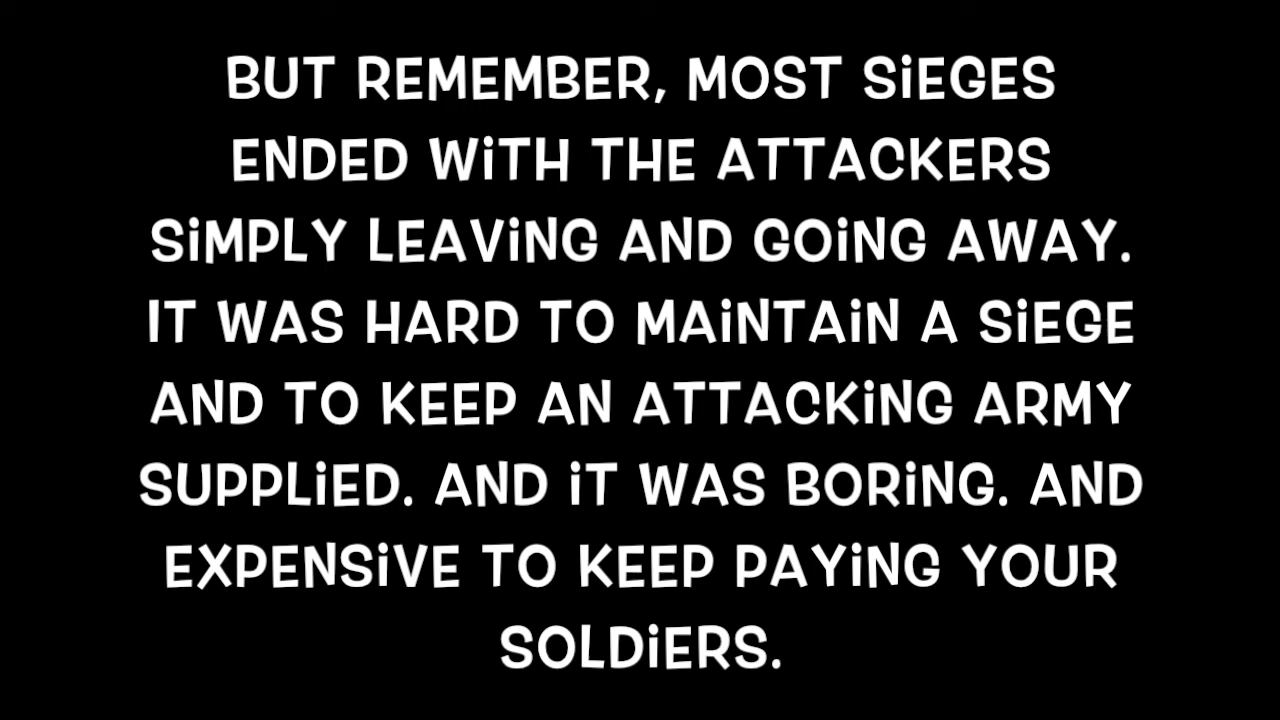 BUT REMEMBER, MOST SiEGES
ENDED WiTH THE ATTACKERS
SiMPLY LEAViNG AND GOiNG AWAY.
IT WAS HARD TO MAiNTAiN A SiEGE
AND TO KEEP AN ATTACKiNG ARMY
SUPPLiED. AND iT WAS BORiNG. AND
EXPENSiVE TO KEEP PAYiNG YOUR
SOLDiERS.